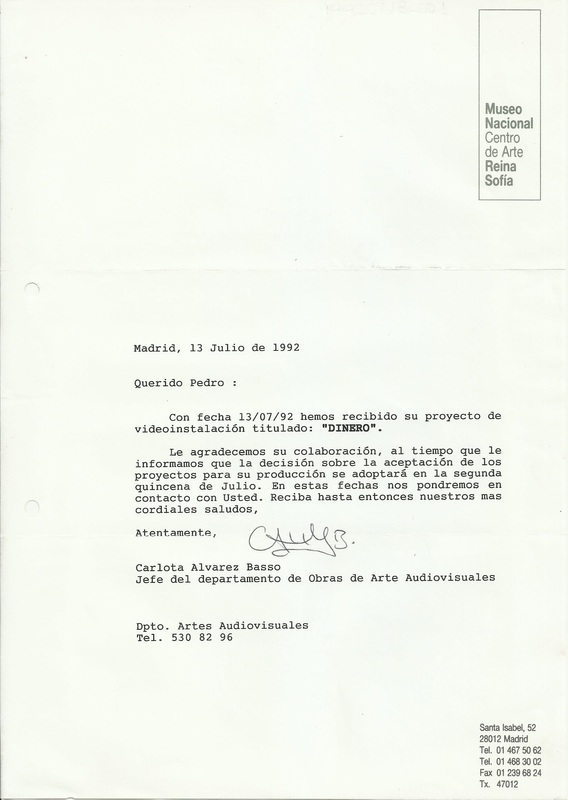 Museo
Nacional
Centro
de Arte
Reina
Sofía
Madrid, 13 Julio de 1992
Querido Pedro :
Con fecha 13/07/92 hemos recibido su proyecto de
videoinstalación titulado: "DINERO".
Le agradecemos su colaboración, al tiempo que le
informamos que la decisión sobre la aceptación de los
proyectos para su producción se adoptará en la segunda
quincena de Julio. En estas fechas nos pondremos en
contacto con Usted. Reciba hasta entonces nuestros mas
cordiales saludos,
Atentamente,
Carlota Alvarez Basso
Jefe del departamento de Obras de Arte Audiovisuales
Dpto. Artes Audiovisuales
Tel. 530 82 96
Santa Isabel, 52
28012 Madrid
Tel. 01 467 50 62
Tel. 01 468 30 02
Fax 01 239 68 24
Tx. 47012